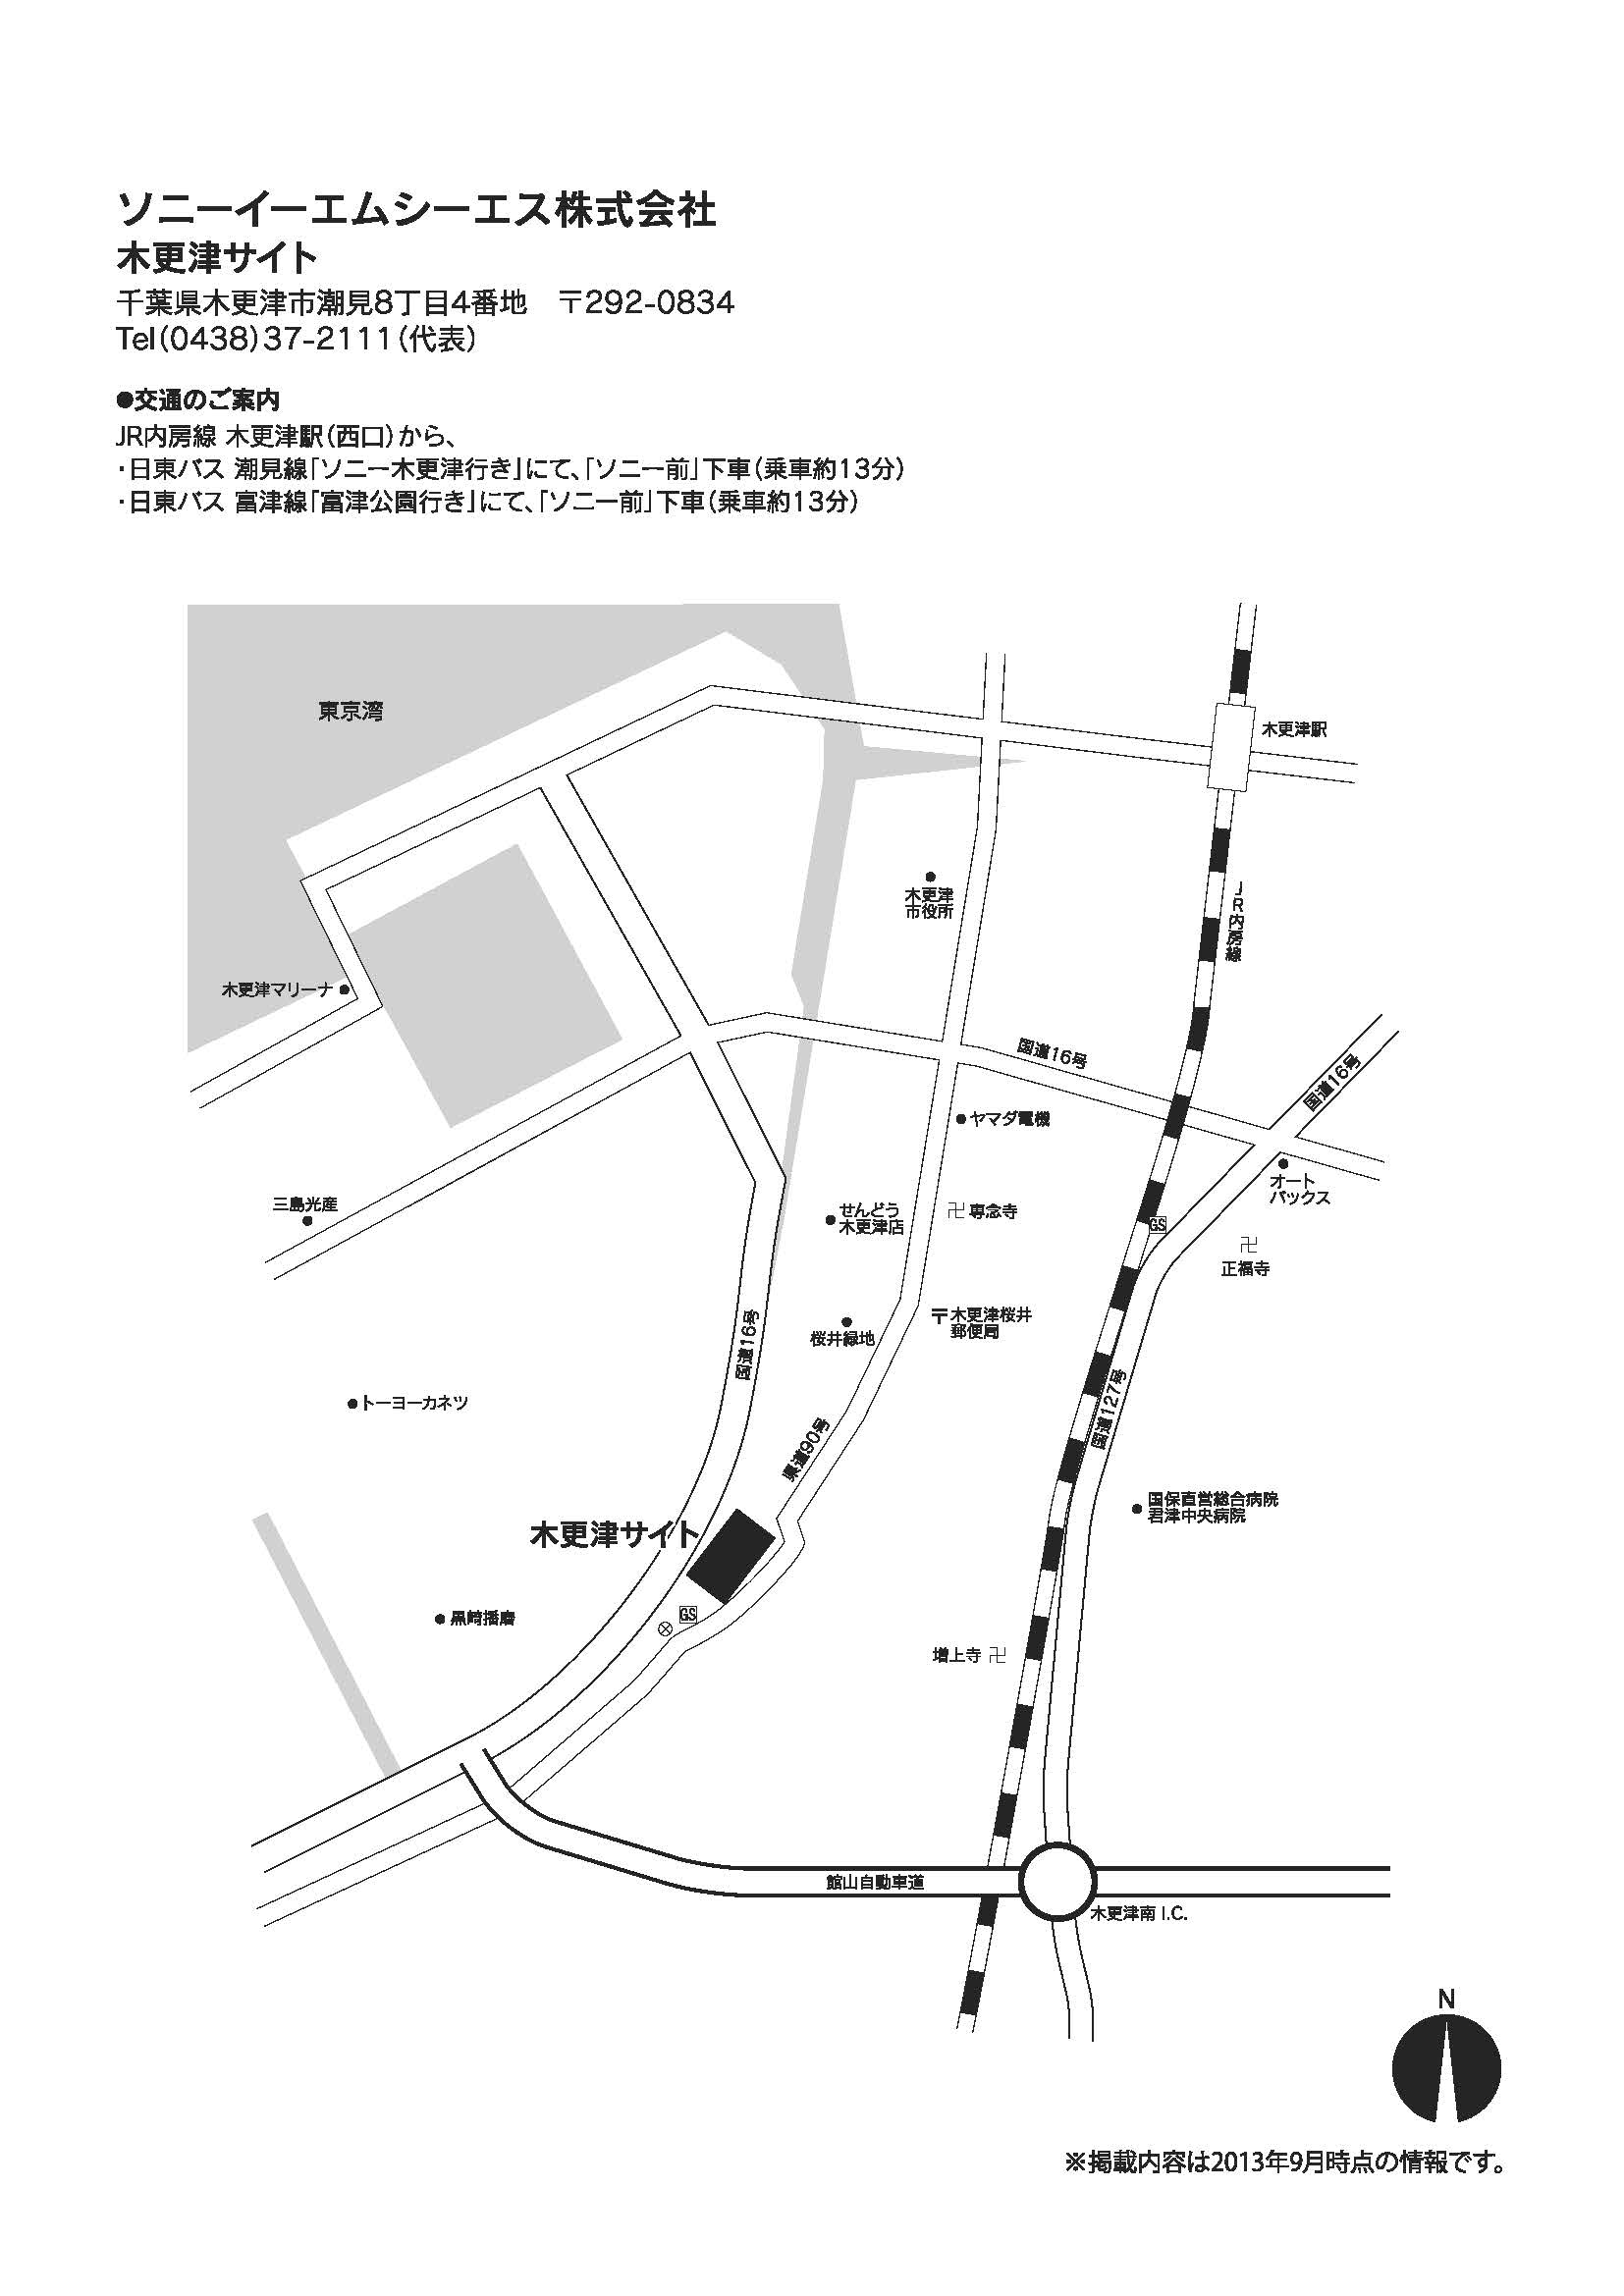 ソニーイーエムシーエス株式会社
木更津サイト
千葉県木更津市潮見8丁目4番地　〒292-0834
Tel(0438)37-2111(代表)
●交通のご案内
JR内房線 木更津駅(西口)から、
・日東バス 潮見線「ソニー木更津行き」にて、「ソニー前」下車(乗車約13分)
・日東バス 富津線「富津公園行き」にて、「ソニー前」下車(乗車約13分)
東京湾
木更津駅
木更津
市役所
JR内房線
木更津マリーナ
国道16号
国道16号
ヤマダ電機
オート
バックス
三島光産
せんどう
木更津店
卍 専念寺
GS
卍
正福寺
〒木更津桜井
郵便局
桜井緑地
国道16号
トーヨーカネツ
国道127号
県道90号
国保直営総合病院
君津中央病院
木更津サイト
GS
黒崎播磨
増上寺 卍
館山自動車道
木更津南 I.C.
N
※掲載内容は2013年9月時点の情報です。